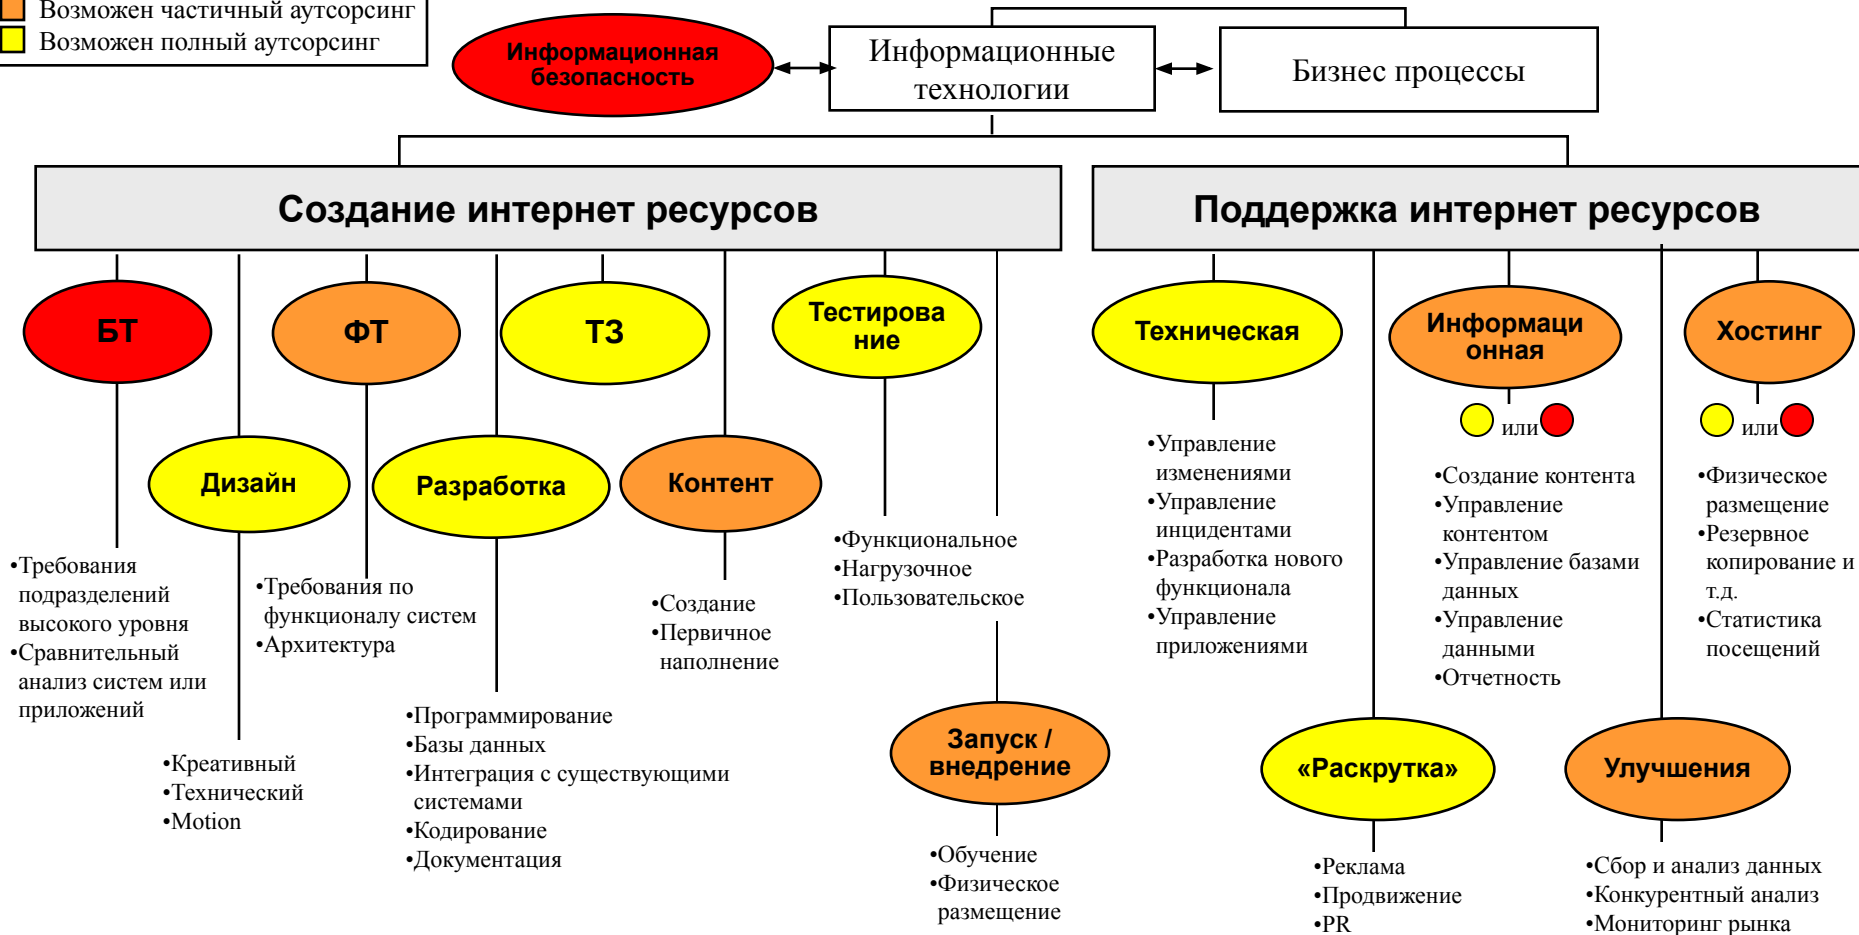 Возможен частичный аутсорсинг
Возможен полный аутсорсинг
Информационная
безопасность
Информационные
технологии
Бизнес процессы
Создание интернет ресурсов
Поддержка интернет ресурсов
БТ
ФТ
ТЗ
Тестирова
ние
Техническая
Информаци
онная
Хостинг
или
или
Дизайн
Разработка
Контент
•Требования
подразделений
высокого уровня
•Сравнительный
анализ систем или
приложений
•Требования по
функционалу систем
•Архитектура
•Создание
•Первичное
наполнение
•Функциональное
•Нагрузочное
•Пользовательское
•Управление
изменениями
•Управление
инцидентами
•Разработка нового
функционала
•Управление
приложениями
•Создание контента
•Управление
контентом
•Управление базами
данных
•Управление
данными
•Отчетность
•Физическое
размещение
•Резервное
копирование и
т.д.
•Статистика
посещений
•Креативный
•Технический
•Motion
•Программирование
•Базы данных
•Интеграция с существующими
системами
•Кодирование
•Документация
Запуск /
внедрение
«Раскрутка»
Улучшения
•Обучение
•Физическое
размещение
•Реклама
•Продвижение
•PR
•Сбор и анализ данных
•Конкурентный анализ
•Мониторинг рынка